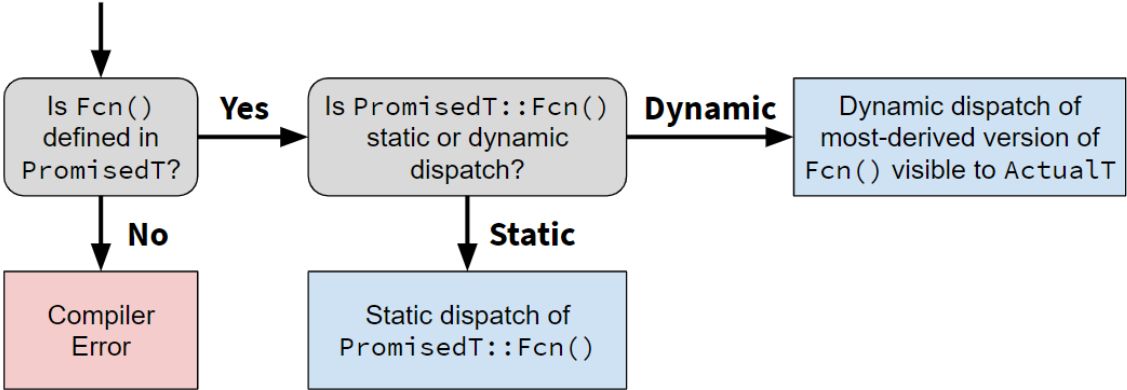 Is Fcn()
defined in
PromisedT?
Yes
Is PromisedT::Fcn()
static or dynamic
dispatch?
Dynamic
Dynamic dispatch of
most-derived version of
Fcn() visible to ActualT
No
Static
Compiler
Error
Static dispatch of
PromisedT::Fcn()